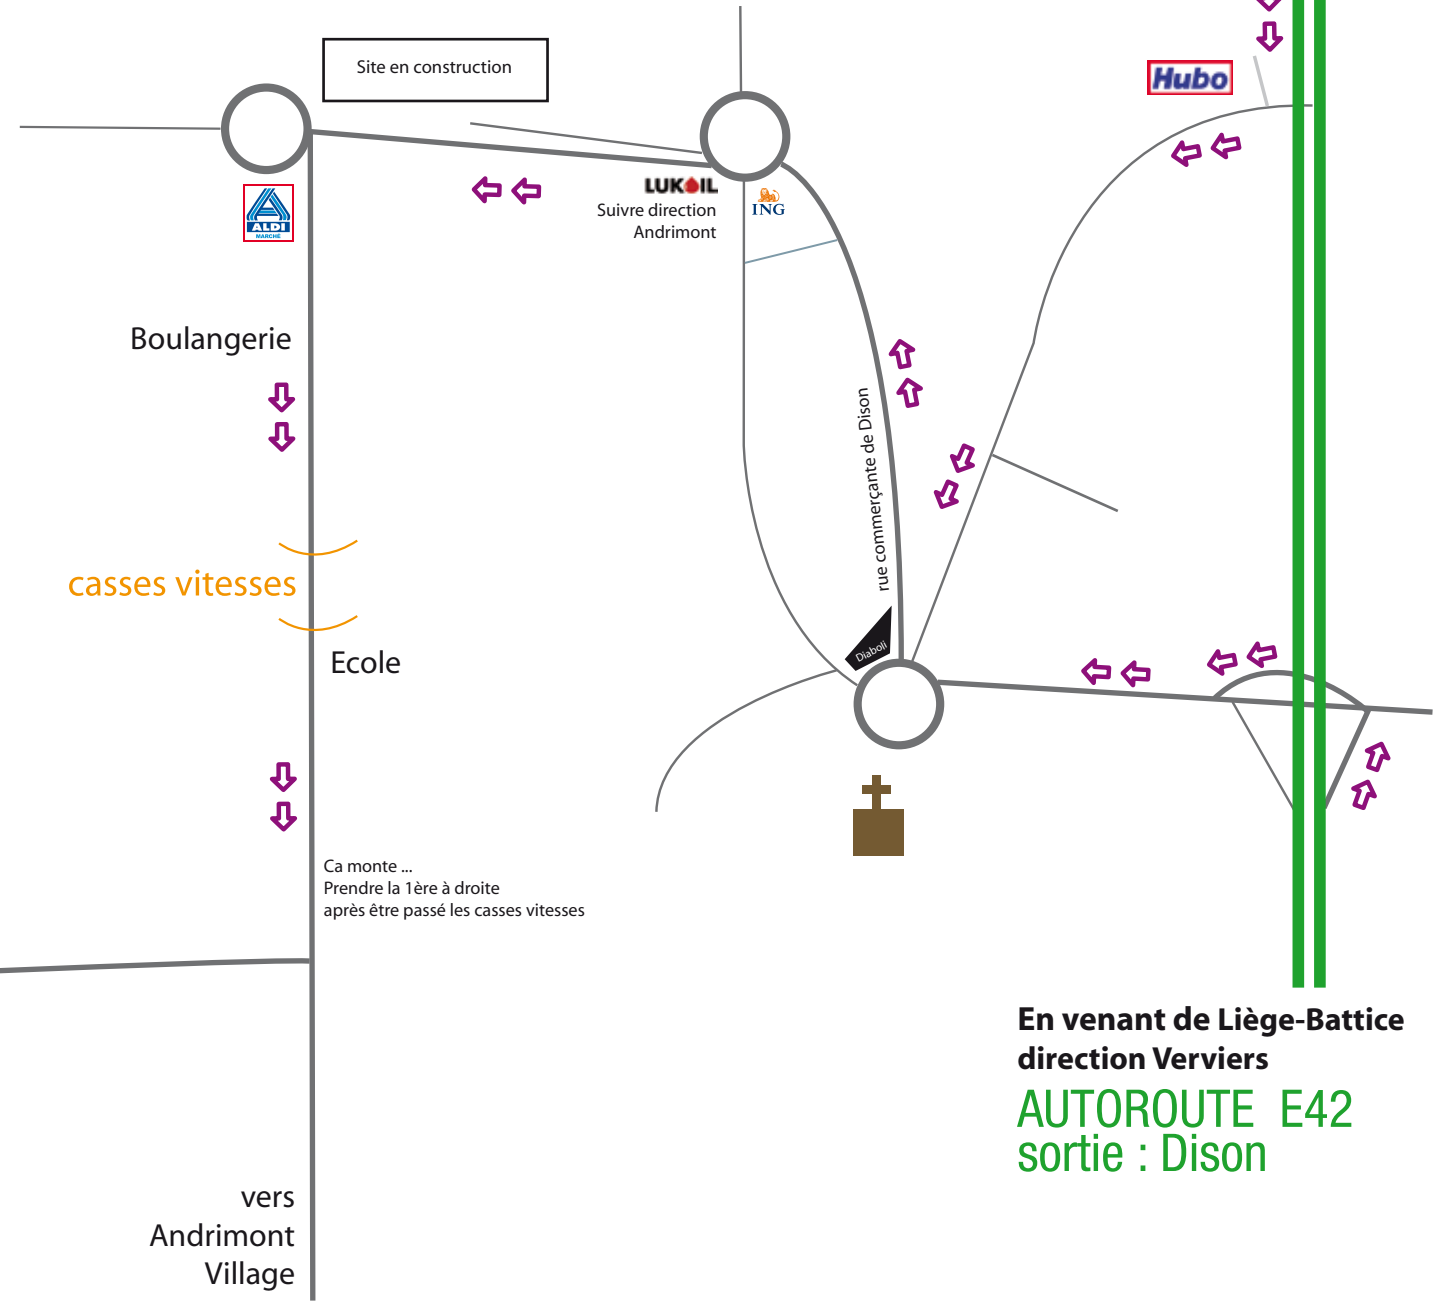 Site en construction
Hubo
LUKOIL
Suivre direction
Andrimont
ING
ALDI
MARCHÉ
Boulangerie
rue commerçante de Dison
casses vitesses
Diaboli
Ecole
Ca monte ...
Prendre la 1ère à droite
après être passé les casses vitesses
En venant de Liège-Battice
direction Verviers
AUTOROUTE E42
sortie : Dison
vers
Andrimont
Village